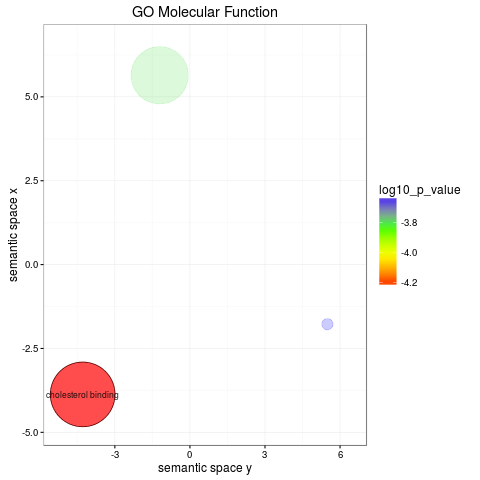 GO Molecular Function
semantic space x
5.0
2.5
0.0
-2.5
-5.0
cholesterol binding
-3
0
3
6
semantic space y
log10_p_value
-3.8
-4.0
-4.2